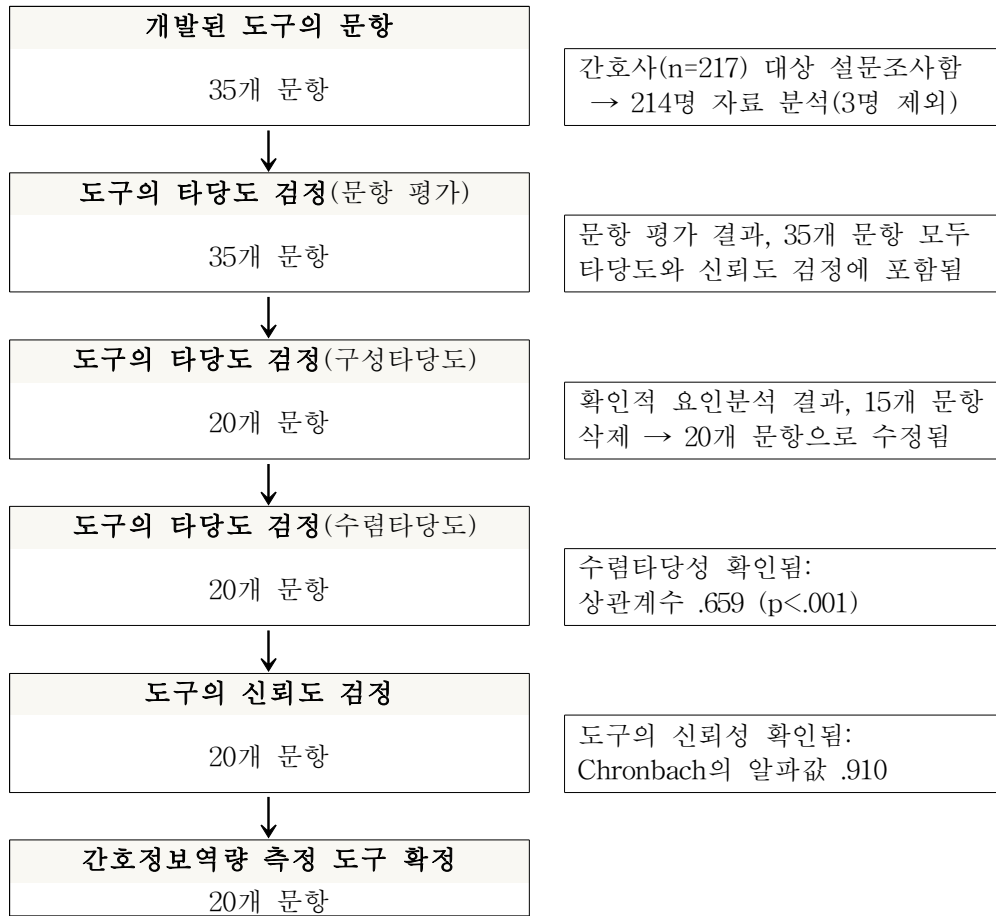 개발된 도구의 문항
35개 문항
간호사(n=217) 대상 설문조사함
→ 214명 자료 분석(3명 제외)
도구의 타당도 검정(문항 평가)
35개 문항
문항 평가 결과, 35개 문항 모두
타당도와 신뢰도 검정에 포함됨
도구의 타당도 검정(구성타당도)
20개 문항
확인적 요인분석 결과, 15개 문항
삭제 → 20개 문항으로 수정됨
도구의 타당도 검정(수렴타당도)
20개 문항
수렴타당성 확인됨:
상관계수 .659 (p<.001)
도구의 신뢰도 검정
20개 문항
도구의 신뢰성 확인됨:
Chronbach의 알파값 .910
간호정보역량 측정 도구 확정
20개 문항